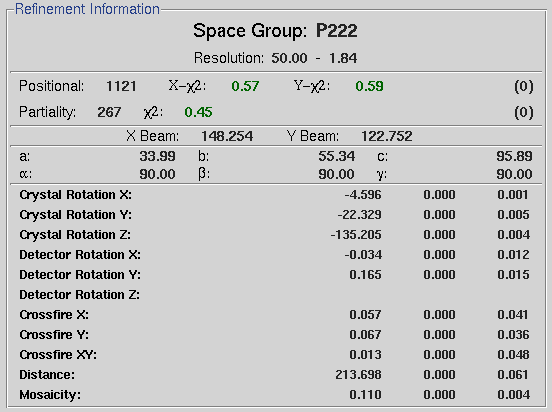 Refinement Information
Space Group: P222
Resolution: 50.00 - 1.84
Positional: 1121 X-χ2: 0.57 Y-χ2: 0.59 (0)
Partiality: 267 χ2: 0.45 (0)
X Beam: 148.254 Y Beam: 122.752
a: 33.99 b: 55.34 c: 95.89
α: 90.00 β: 90.00 γ: 90.00
Crystal Rotation X: -4.596 0.000 0.001
Crystal Rotation Y: -22.329 0.000 0.005
Crystal Rotation Z: -135.205 0.000 0.004
Detector Rotation X: -0.034 0.000 0.012
Detector Rotation Y: 0.165 0.000 0.015
Detector Rotation Z:
Crossfire X: 0.057 0.000 0.041
Crossfire Y: 0.067 0.000 0.036
Crossfire XY: 0.013 0.000 0.048
Distance: 213.698 0.000 0.061
Mosaicity: 0.110 0.000 0.004